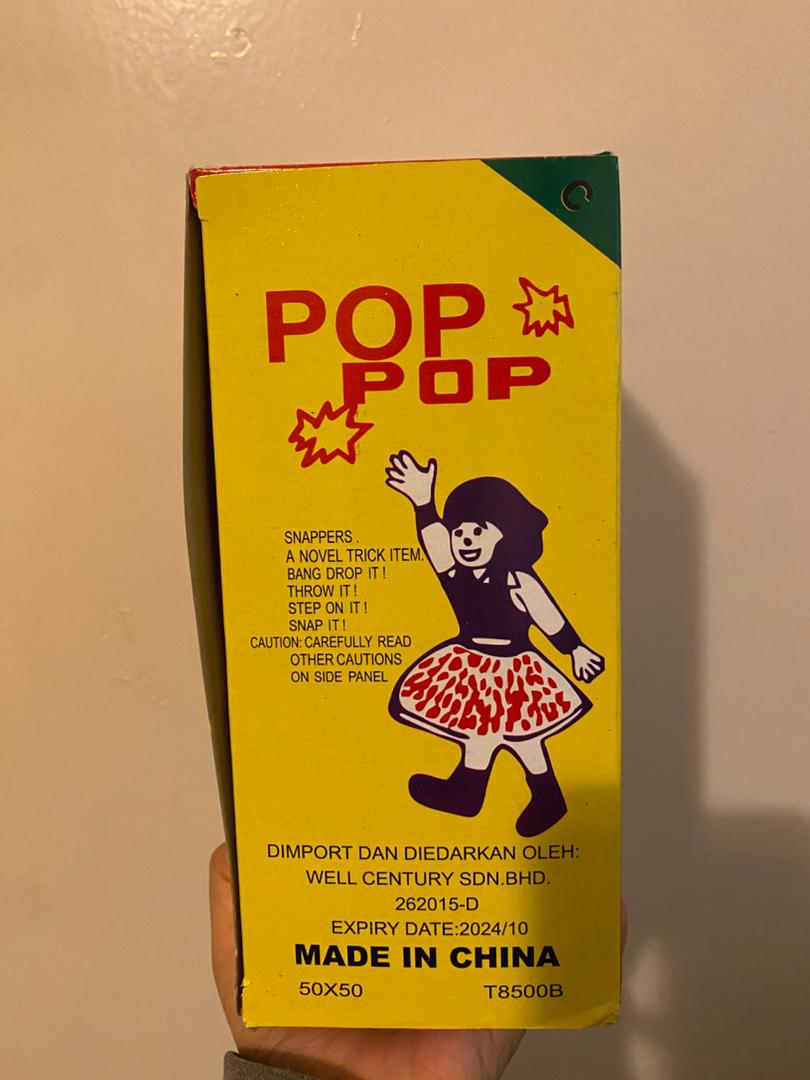 POP
POP
SNAPPERS .
A NOVEL TRICK ITEM.
BANG DROP IT !
THROW IT !
STEP ON IT !
SNAP IT !
CAUTION: CAREFULLY READ
OTHER CAUTIONS
ON SIDE PANEL
DIMPORT DAN DIEDARKAN OLEH:
WELL CENTURY SDN.BHD.
262015-D
EXPIRY DATE:2024/10
MADE IN CHINA
50X50 T8500B